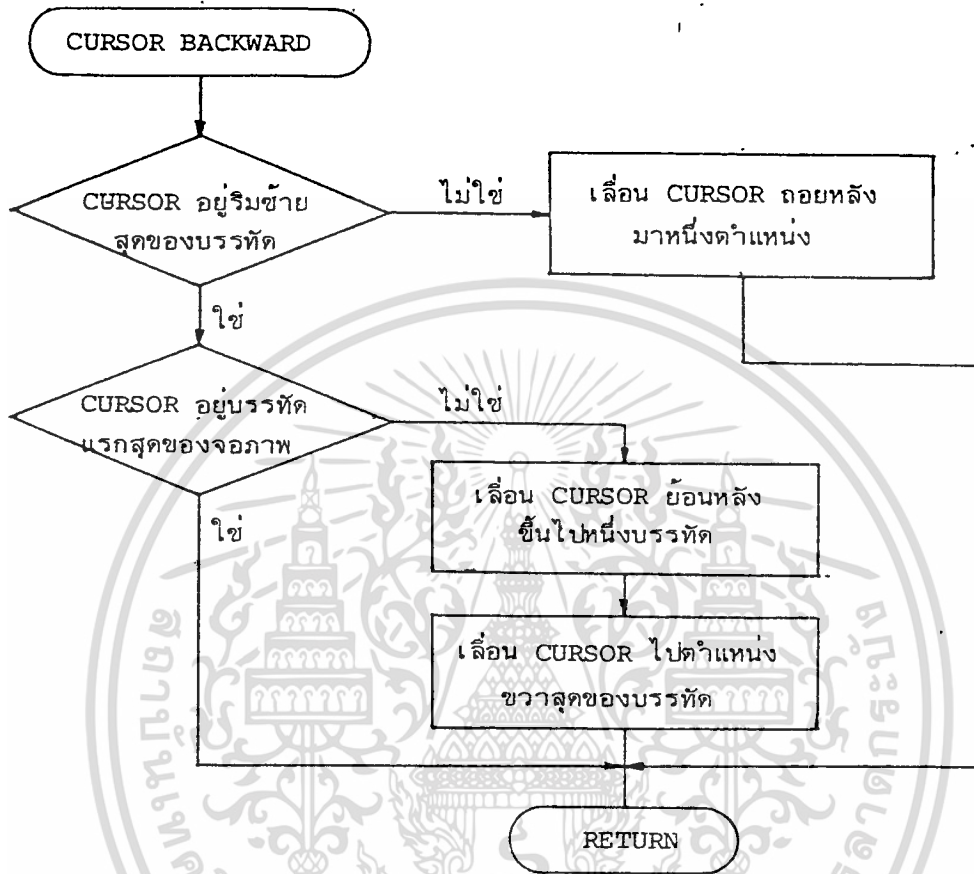 CURSOR BACKWARD
CURSOR อยู่ริมซ้าย
สุดของบรรทัด
ไม่ใช่
เลื่อน CURSOR ถอยหลัง
มาหนึ่งตำแหน่ง
ใช่
CURSOR อยู่บรรทัด
แรกสุดของจอภาพ
ไม่ใช่
เลื่อน CURSOR ย้อนหลัง
ขึ้นไปหนึ่งบรรทัด
ใช่
เลื่อน CURSOR ไปตำแหน่ง
ขวาสุดของบรรทัด
RETURN